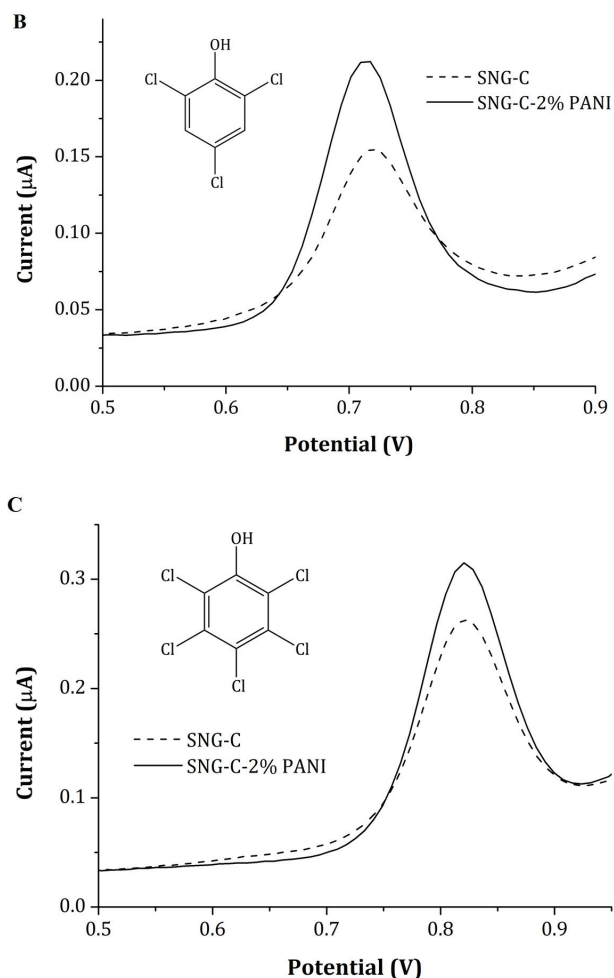 B
OH
Cl
Cl
Cl
SNG-C
SNG-C-2% PANI
Current (μA)
0.20
0.15
0.10
0.05
0.00
0.5
0.6
0.7
0.8
0.9
Potential (V)
C
OH
Cl
Cl
Cl
Cl
Cl
SNG-C
SNG-C-2% PANI
Current (μA)
0.3
0.2
0.1
0.0
0.5
0.6
0.7
0.8
0.9
Potential (V)